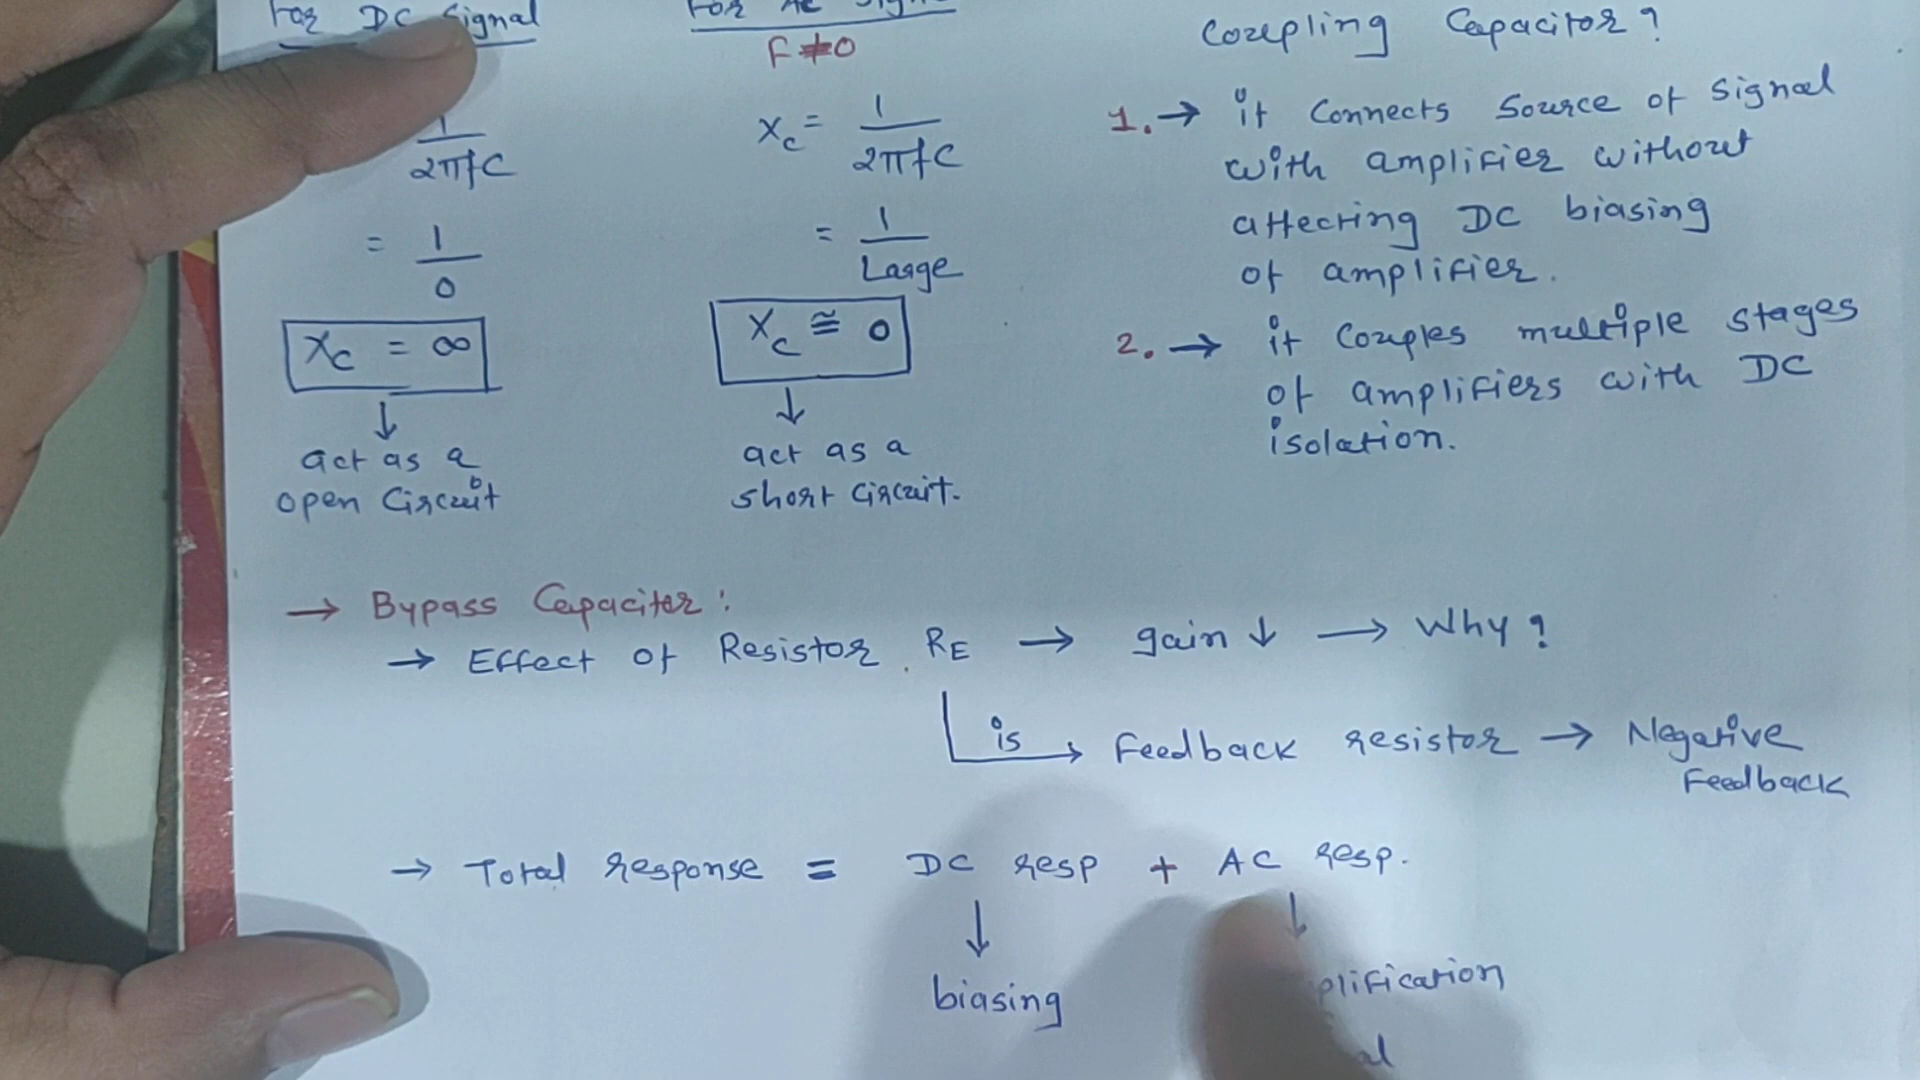 For DC Signal
2πfC
= 1
0
Xc = ∞
act as a
open Circuit
For AC
F≠0
Xc = 1
2πfC
= 1
Large
Xc ≅ 0
act as a
short circuit.
Coupling Capacitor?
1. → it Connects Source of Signal
with amplifier without
affecting DC biasing
of amplifier.
2. → it Couples multiple stages
of amplifiers with DC
isolation.
→ Bypass Capacitor:
→ Effect of Resistor RE → gain ↓ → Why?
is → Feedback resistor → Negative
Feedback
→ Total response = DC resp + AC resp.
↓ ↓
biasing plification
al